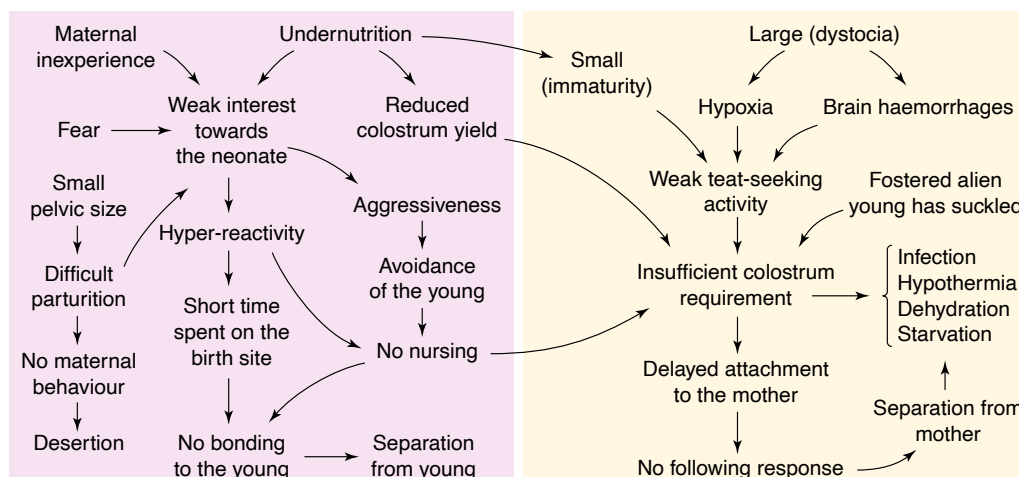 Maternal
inexperience
Undernutrition
Weak interest
towards
the neonate
Reduced
colostrum yield
Fear
Small
pelvic size
Aggressiveness
Hyper-reactivity
Difficult
parturition
Avoidance
of the young
Short time
spent on the
birth site
No nursing
No maternal
behaviour
Desertion
No bonding
to the young
Separation
from young
Large (dystocia)
Small
(immaturity)
Hypoxia
Brain haemorrhages
Weak teat-seeking
activity
Fostered alien
young has suckled
Insufficient colostrum
requirement
Infection
Hypothermia
Dehydration
Starvation
Delayed attachment
to the mother
Separation from
mother
No following response